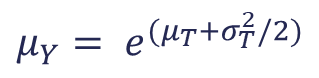 μ_Y = e^(μ_T+σ_T^2/2)